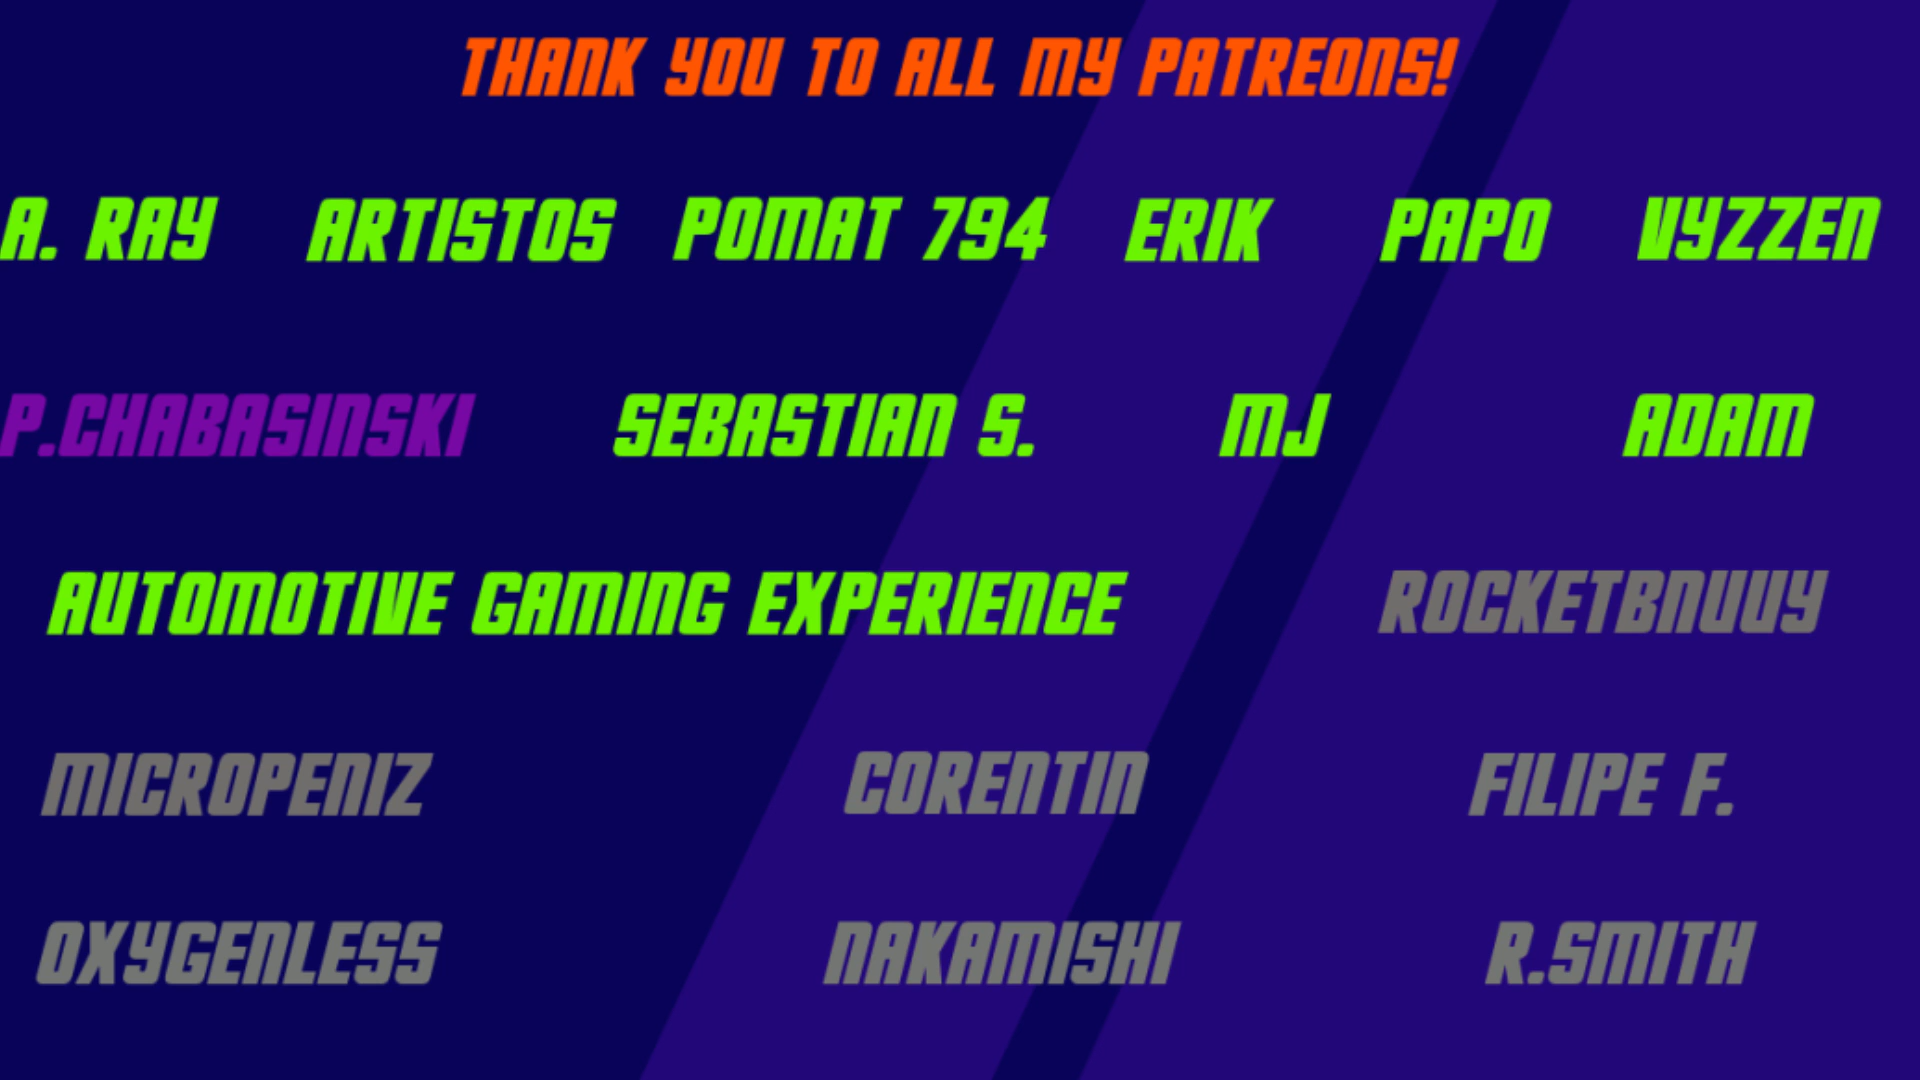 THANK YOU TO ALL MY PATREONS!
A. RAY ARTISTOS POMAT 794 ERIK PAPO VYZZEN
P.CHABASINSKI SEBASTIAN S. MJ ADAM
AUTOMOTIVE GAMING EXPERIENCE ROCKETBNUUY
MICROPENIZ CORENTIN FILIPE F.
OXYGENLESS NAKAMISHI R.SMITH